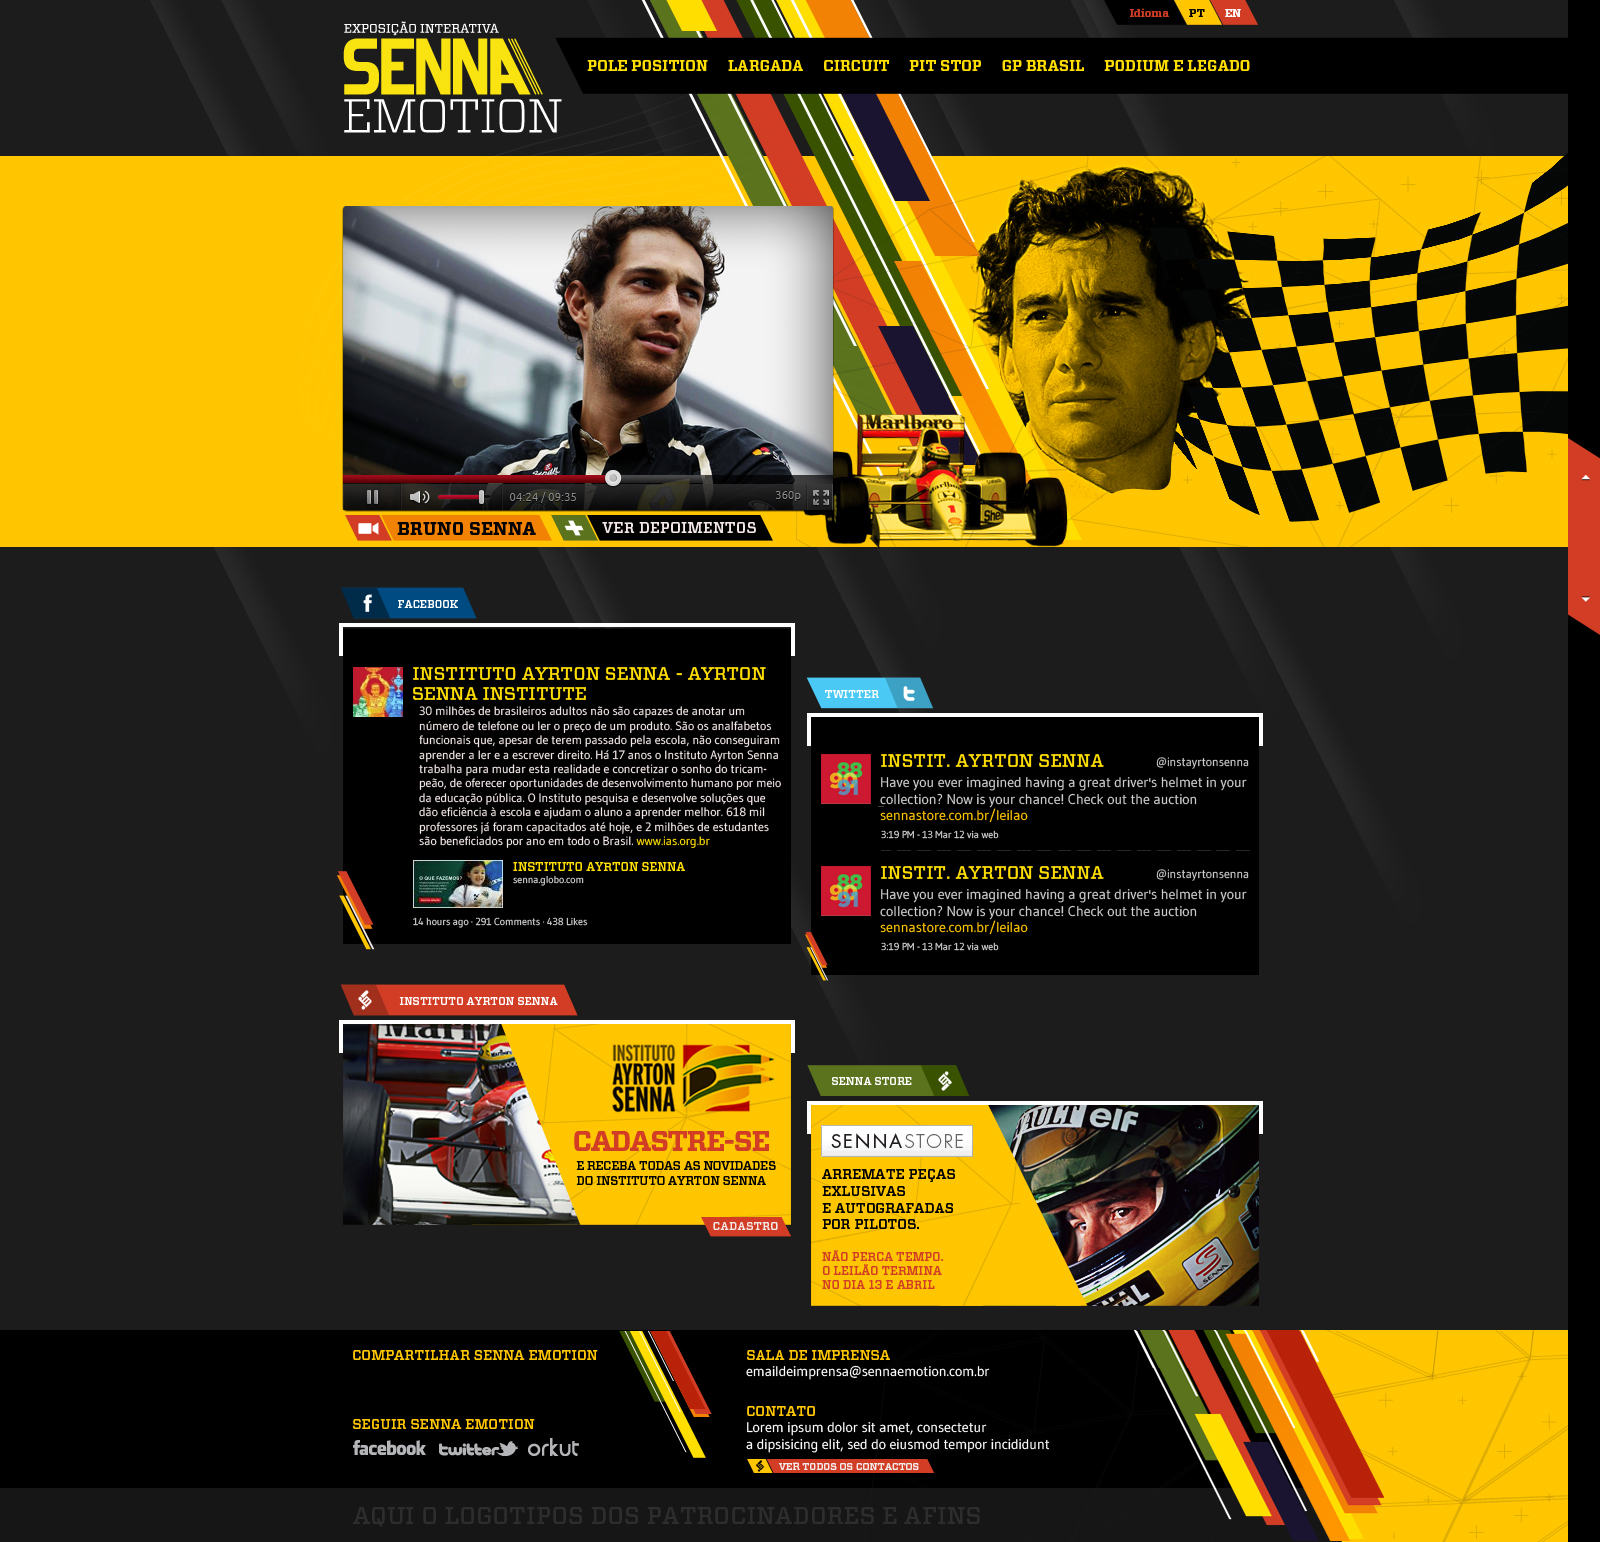 Idioma PT EN
EXPOSIÇÃO INTERATIVA
SENNA
EMOTION
POLE POSITION LARGADA CIRCUIT PIT STOP GP BRASIL PODIUM E LEGADO
Marlboro
Marlboro
Shell
04:24 / 09:35 360p
BRUNO SENNA VER DEPOIMENTOS
FACEBOOK
INSTITUTO AYRTON SENNA - AYRTON
SENNA INSTITUTE
30 milhões de brasileiros adultos não são capazes de anotar um
número de telefone ou ler o preço de um produto. São os analfabetos
funcionais que, apesar de terem passado pela escola, não conseguiram
aprender a ler e a escrever direito. Há 17 anos o Instituto Ayrton Senna
trabalha para mudar esta realidade e concretizar o sonho do tricam-
peão, de oferecer oportunidades de desenvolvimento humano por meio
da educação pública. O Instituto pesquisa e desenvolve soluções que
dão eficiência à escola e ajudam o aluno a aprender melhor. 618 mil
professores já foram capacitados até hoje, e 2 milhões de estudantes
são beneficiados por ano em todo o Brasil. www.ias.org.br
O QUE FAZEMOS?
INSTITUTO AYRTON SENNA
senna.globo.com
14 hours ago · 291 Comments · 438 Likes
TWITTER
88
90
91
INSTIT. AYRTON SENNA @instayrtonsenna
Have you ever imagined having a great driver's helmet in your
collection? Now is your chance! Check out the auction
sennastore.com.br/leilao
3:19 PM - 13 Mar 12 via web
88
90
91
INSTIT. AYRTON SENNA @instayrtonsenna
Have you ever imagined having a great driver's helmet in your
collection? Now is your chance! Check out the auction
sennastore.com.br/leilao
3:19 PM - 13 Mar 12 via web
INSTITUTO AYRTON SENNA
INSTITUTO
AYRTON
SENNA
CADASTRE-SE
E RECEBA TODAS AS NOVIDADES
DO INSTITUTO AYRTON SENNA
CADASTRO
SENNA STORE
SENNASTORE
ARREMATE PEÇAS
EXLUSIVAS
E AUTOGRAFADAS
POR PILOTOS.
NÃO PERCA TEMPO.
O LEILÃO TERMINA
NO DIA 13 E ABRIL
elf
SENNA
COMPARTILHAR SENNA EMOTION
SEGUIR SENNA EMOTION
facebook twitter orkut
SALA DE IMPRENSA
emaildeimprensa@sennaemotion.com.br
CONTATO
Lorem ipsum dolor sit amet, consectetur
a dipsisicing elit, sed do eiusmod tempor incididunt
VER TODOS OS CONTACTOS
AQUI O LOGOTIPOS DOS PATROCINADORES E AFINS